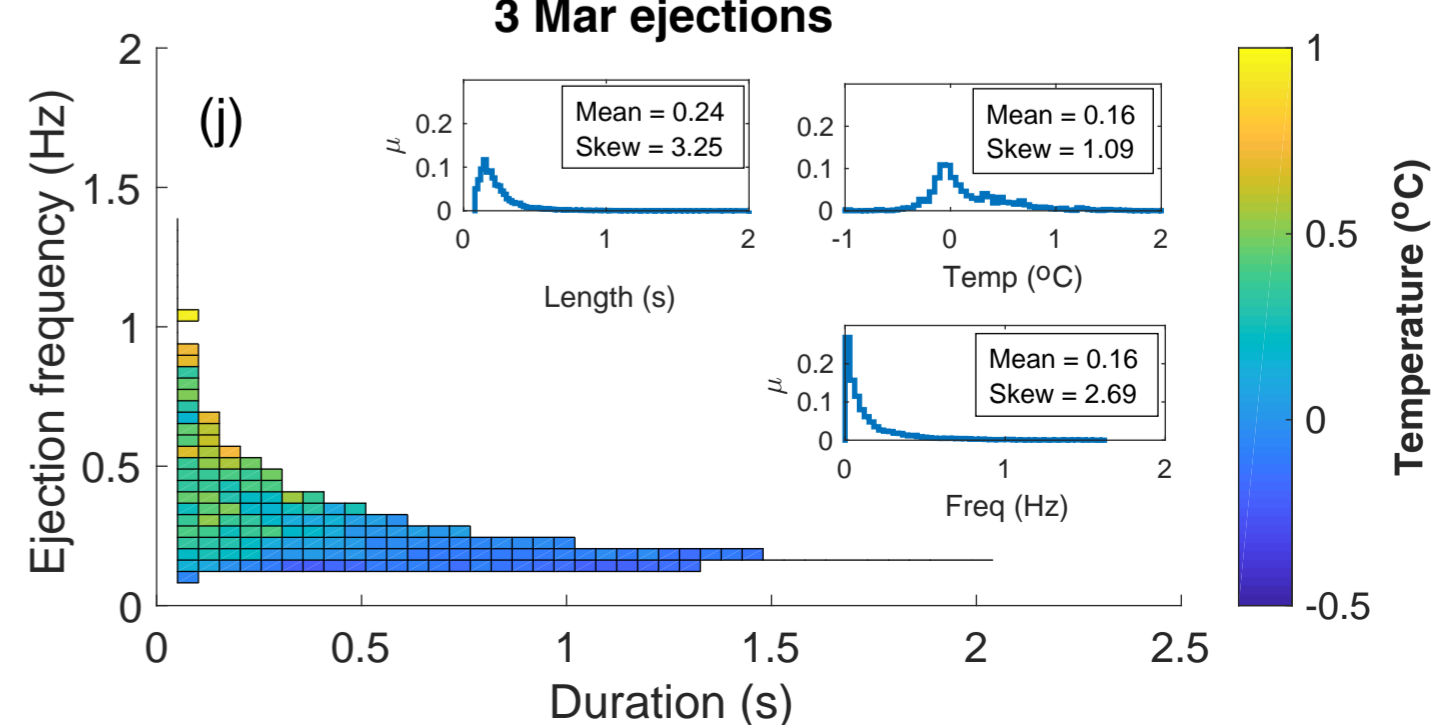 3 Mar ejections
(j)
Ejection frequency (Hz)
2
1.5
1
0.5
0
0
0.5
1
1.5
2
2.5
Duration (s)
μ
0.2
0.1
0
Mean = 0.24
Skew = 3.25
0
1
2
Length (s)
0.2
0.1
0
Mean = 0.16
Skew = 1.09
-1
0
1
2
Temp (ºC)
μ
0.2
0.1
0
Mean = 0.16
Skew = 2.69
0
1
2
Freq (Hz)
1
0.5
0
-0.5
Temperature (ºC)